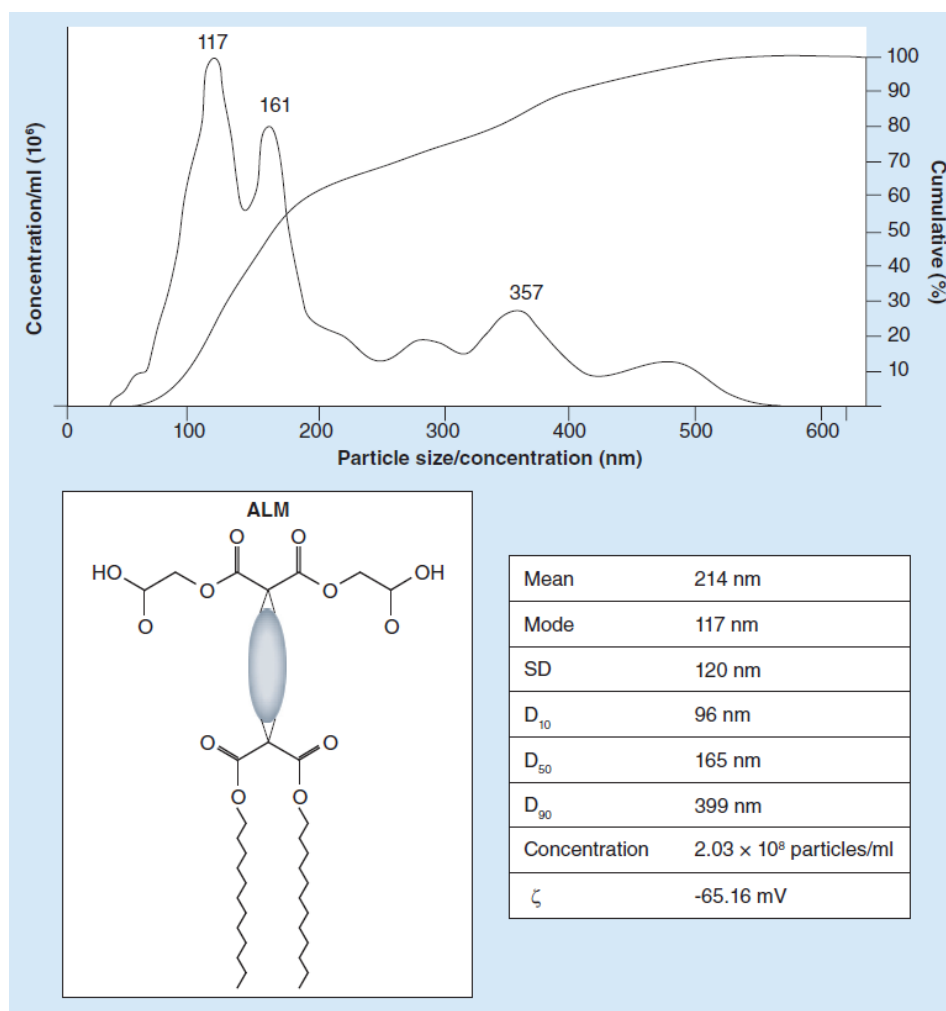 117
161
357
Concentration/ml (10⁶)
100
90
80
70
60
50
40
30
20
10
Cumulative (%)
0 100 200 300 400 500 600
Particle size/concentration (nm)
ALM
O O
HO OH
O O
O O
O O
O O
Mean 214 nm
Mode 117 nm
SD 120 nm
D₁₀ 96 nm
D₅₀ 165 nm
D₉₀ 399 nm
Concentration 2.03 × 10⁸ particles/ml
ζ -65.16 mV